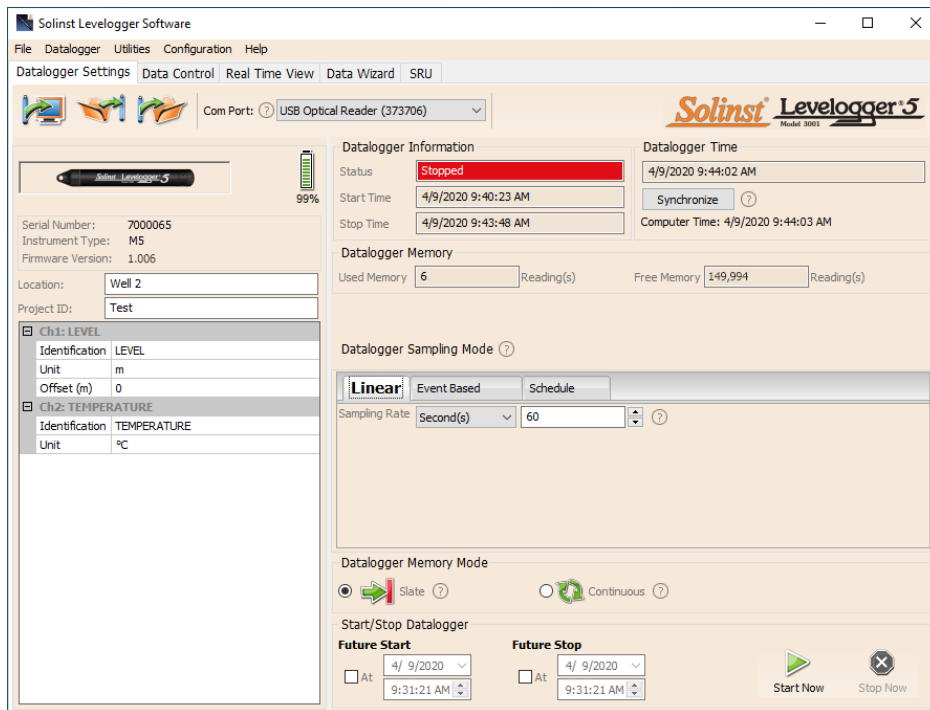 Solinst Levelogger Software
File Datalogger Utilities Configuration Help
Datalogger Settings Data Control Real Time View Data Wizard SRU
Com Port: ? USB Optical Reader (373706)
Solinst Levelogger 5
Model 3001
Solinst Levelogger 5
99%
Serial Number: 7000065
Instrument Type: M5
Firmware Version: 1.006
Location: Well 2
Project ID: Test
Ch1: LEVEL
Identification LEVEL
Unit m
Offset (m) 0
Ch2: TEMPERATURE
Identification TEMPERATURE
Unit ºC
Datalogger Information
Status Stopped
Start Time 4/9/2020 9:40:23 AM
Stop Time 4/9/2020 9:43:48 AM
Datalogger Time
4/9/2020 9:44:02 AM
Synchronize ?
Computer Time: 4/9/2020 9:44:03 AM
Datalogger Memory
Used Memory 6 Reading(s) Free Memory 149,994 Reading(s)
Datalogger Sampling Mode ?
Linear Event Based Schedule
Sampling Rate Second(s) 60 ?
Datalogger Memory Mode
Slate ? Continuous ?
Start/Stop Datalogger
Future Start Future Stop
At 4/ 9/2020 At 4/ 9/2020
9:31:21 AM 9:31:21 AM
Start Now Stop Now